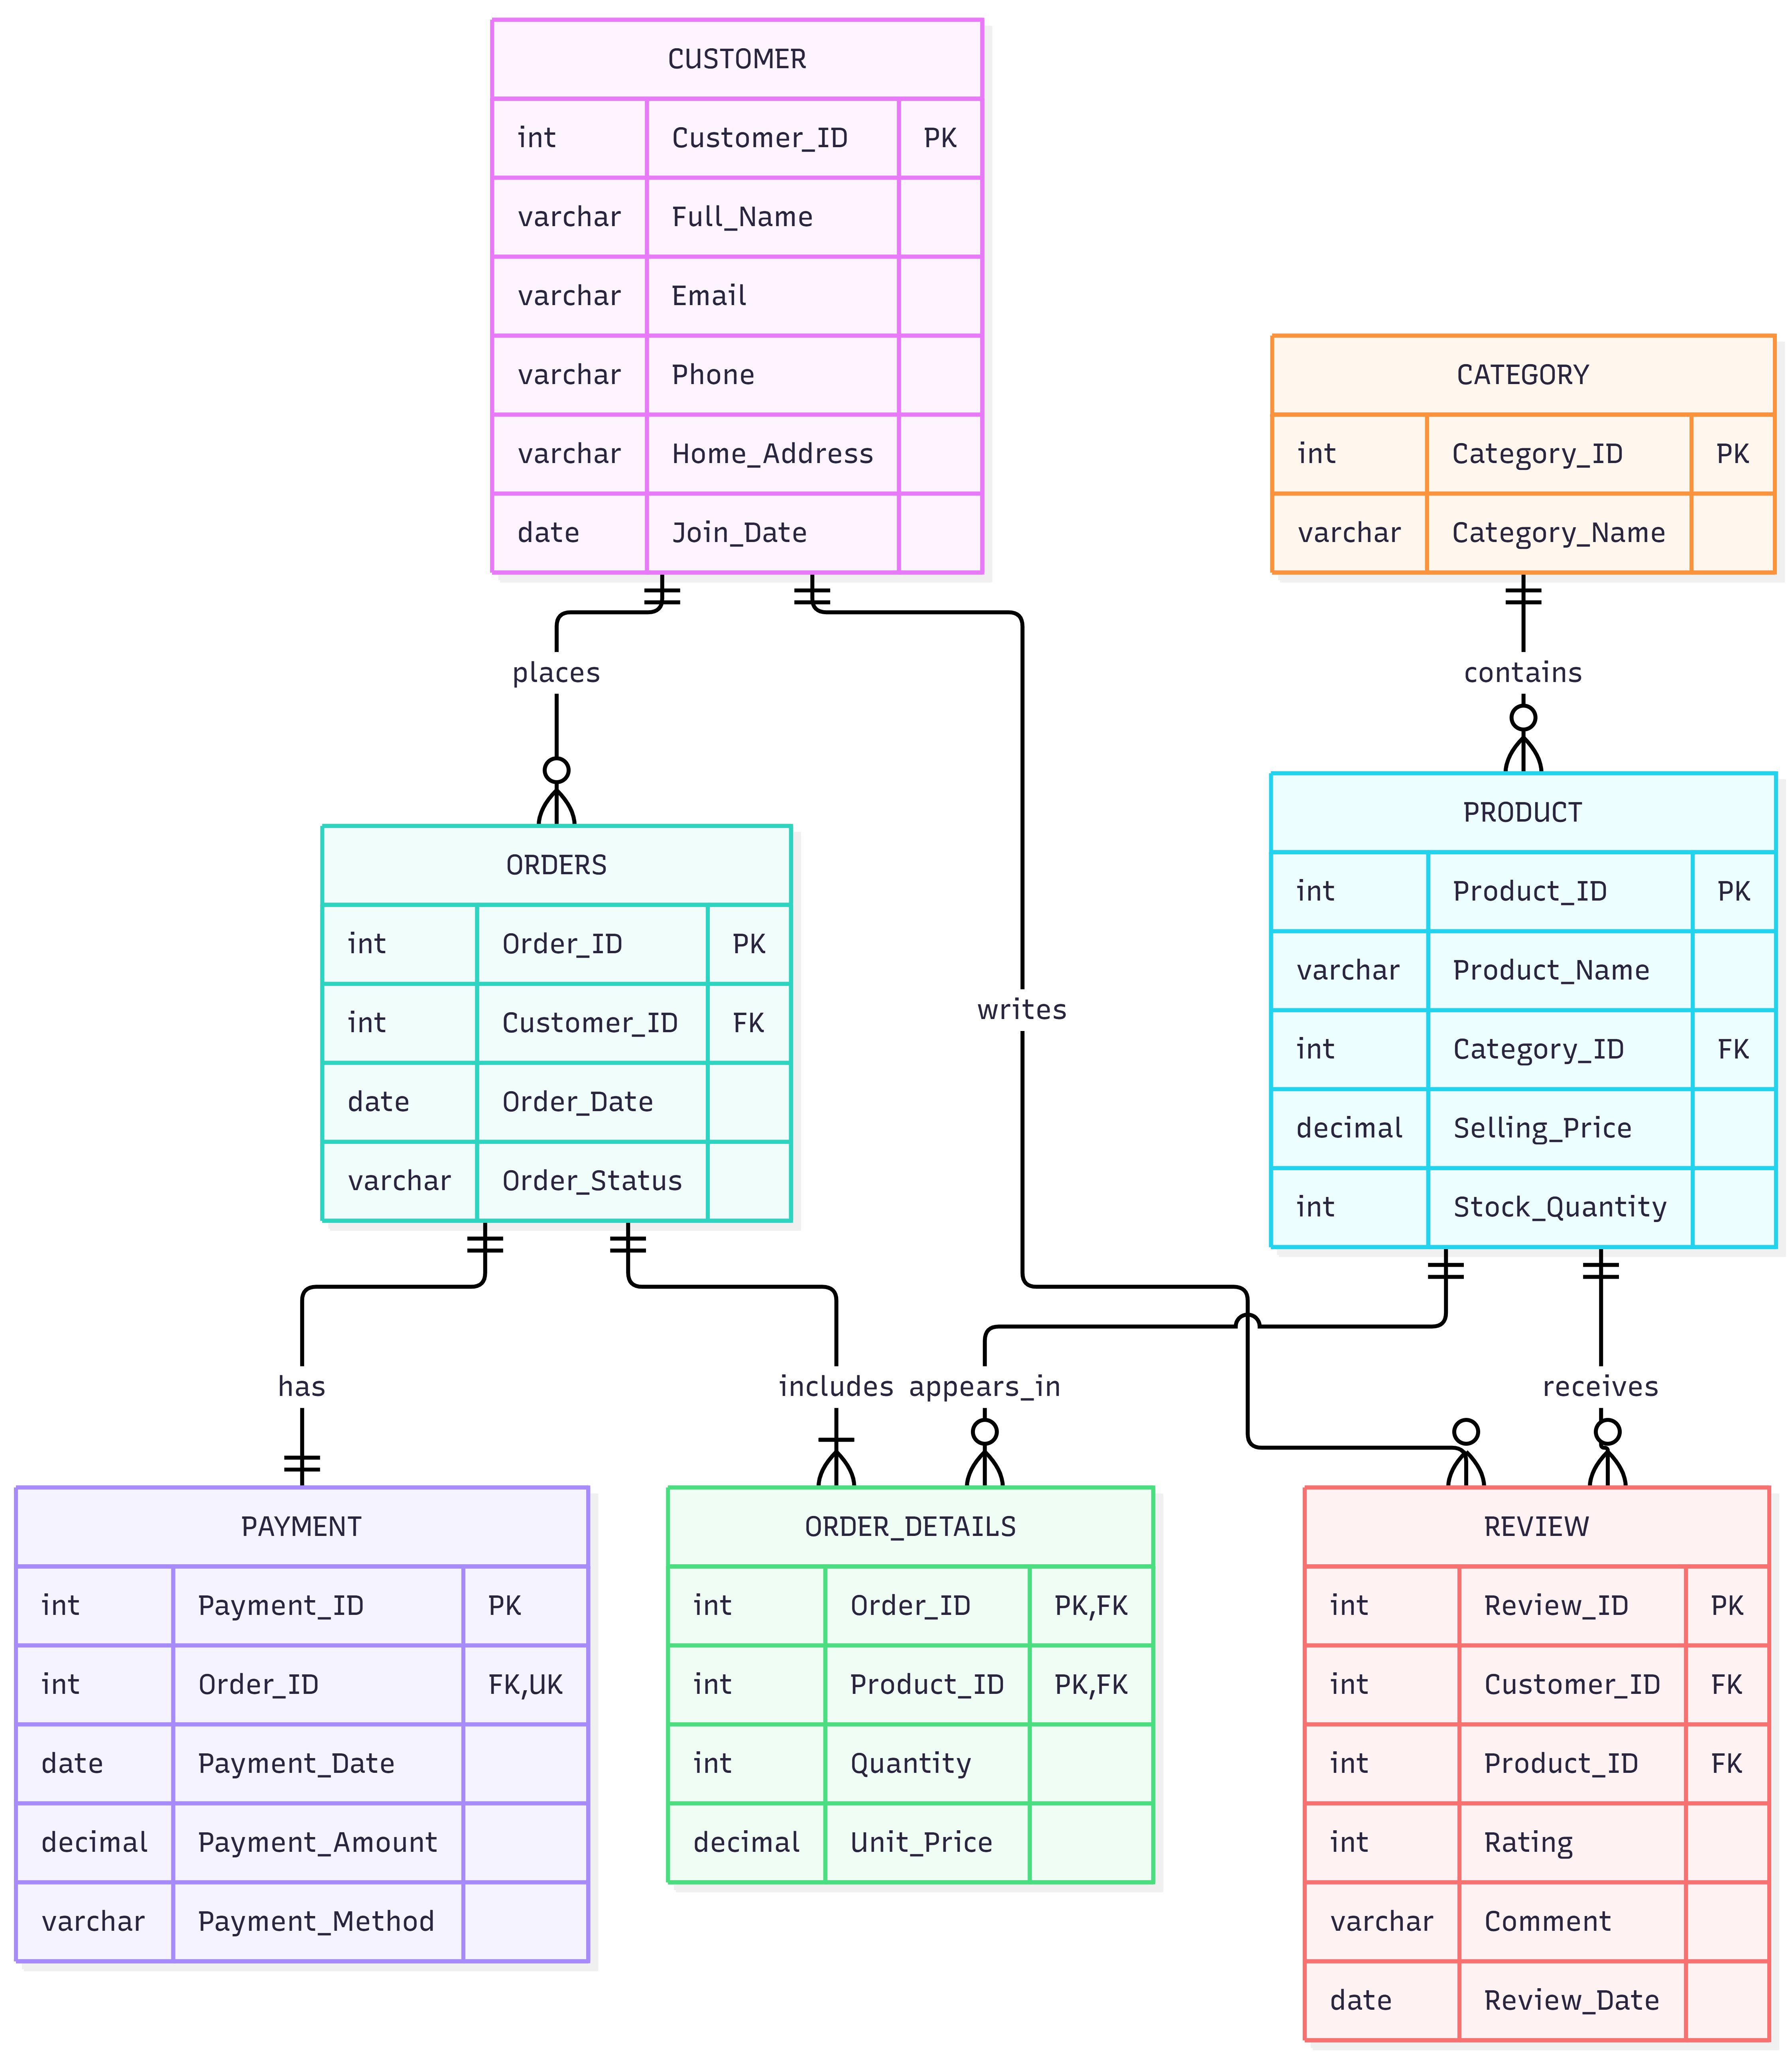 CUSTOMER
int Customer_ID PK
varchar Full_Name
varchar Email
varchar Phone
varchar Home_Address
date Join_Date
CATEGORY
int Category_ID PK
varchar Category_Name
places
contains
writes
ORDERS
int Order_ID PK
int Customer_ID FK
date Order_Date
varchar Order_Status
PRODUCT
int Product_ID PK
varchar Product_Name
int Category_ID FK
decimal Selling_Price
int Stock_Quantity
has
includes
appears_in
receives
PAYMENT
int Payment_ID PK
int Order_ID FK,UK
date Payment_Date
decimal Payment_Amount
varchar Payment_Method
ORDER_DETAILS
int Order_ID PK,FK
int Product_ID PK,FK
int Quantity
decimal Unit_Price
REVIEW
int Review_ID PK
int Customer_ID FK
int Product_ID FK
int Rating
varchar Comment
date Review_Date